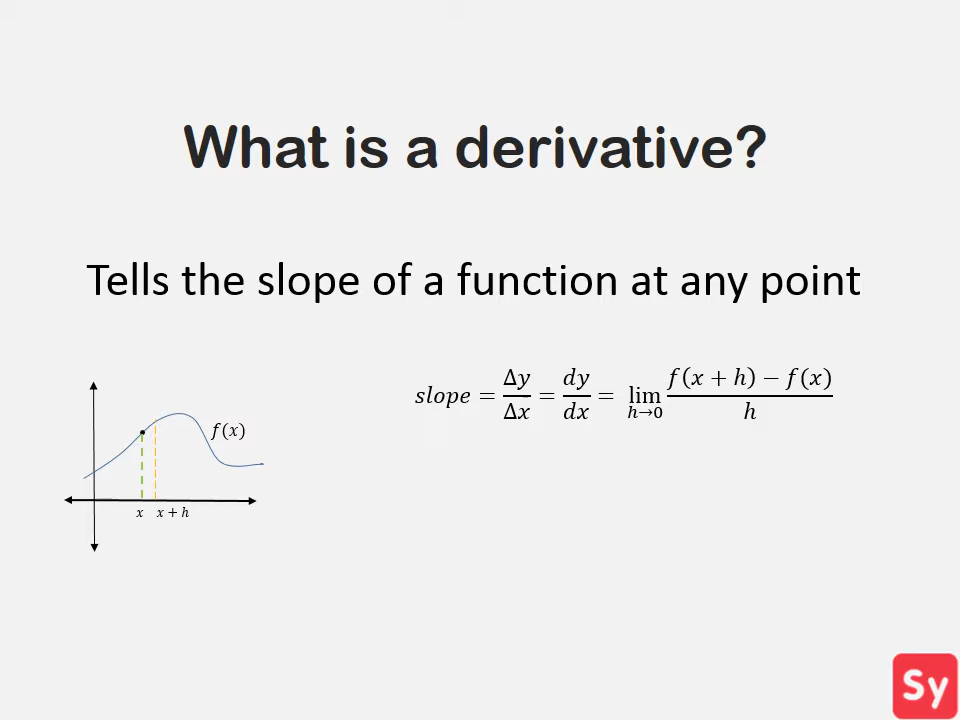 What is a derivative?
Tells the slope of a function at any point
slope = Δy/Δx = dy/dx = lim h→0 f(x + h) − f(x)/h
f(x)
x x + h
Sy